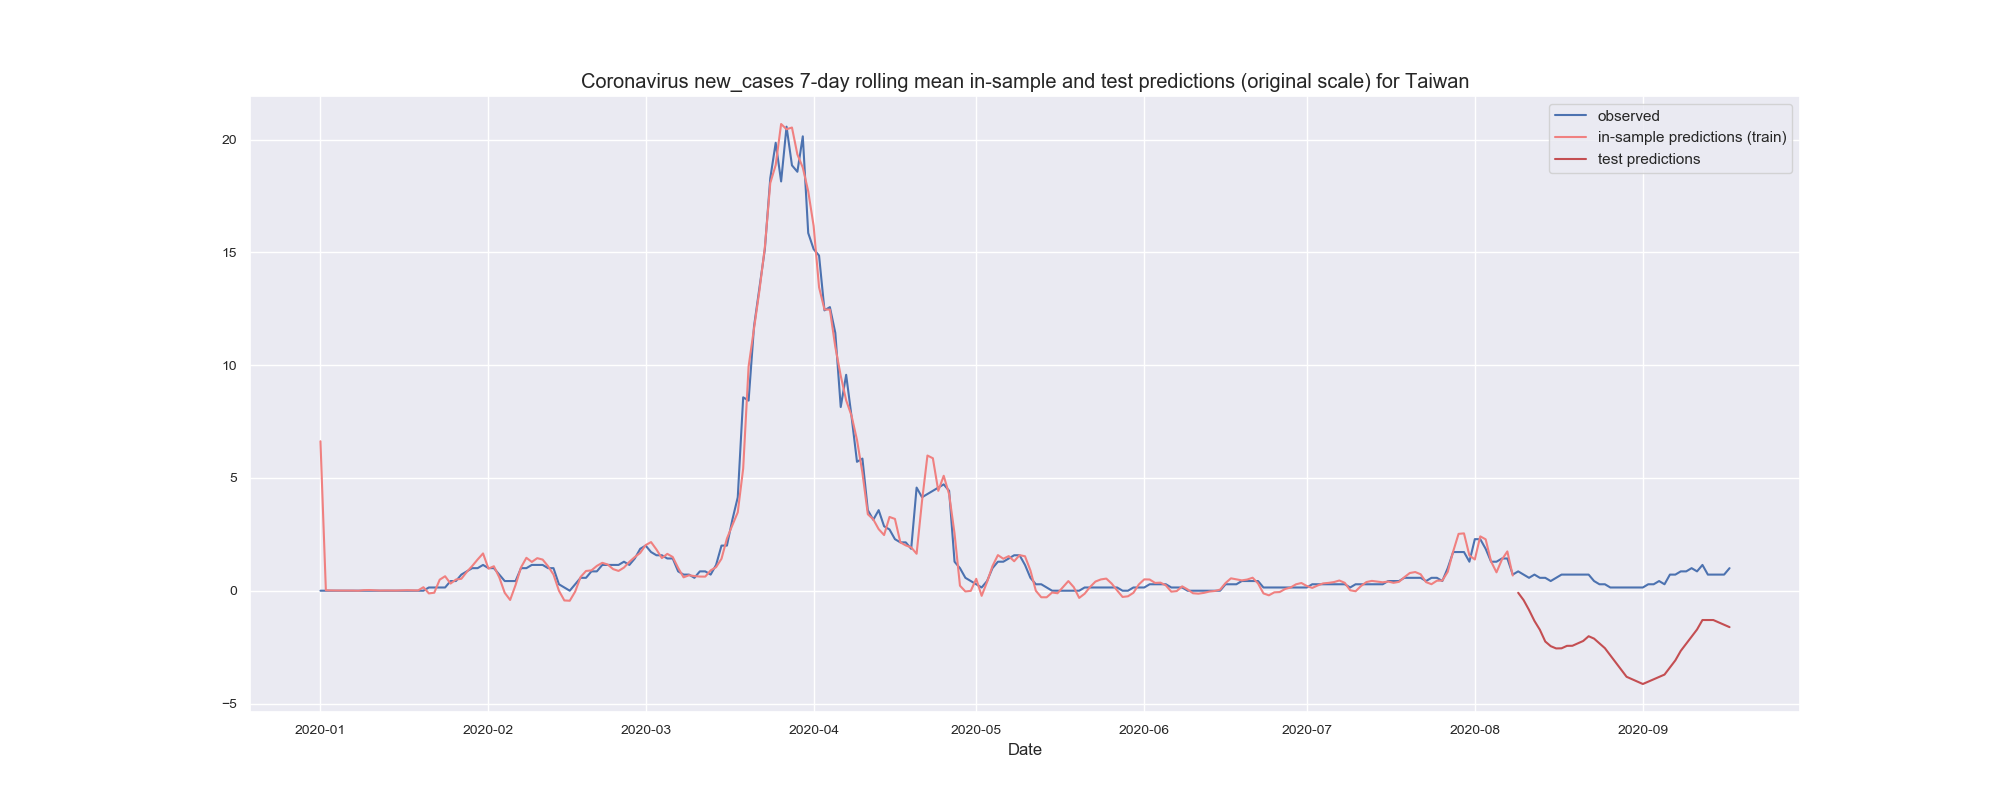 Coronavirus new_cases 7-day rolling mean in-sample and test predictions (original scale) for Taiwan
observed
in-sample predictions (train)
test predictions
20
15
10
5
0
−5
2020-01 2020-02 2020-03 2020-04 2020-05 2020-06 2020-07 2020-08 2020-09
Date